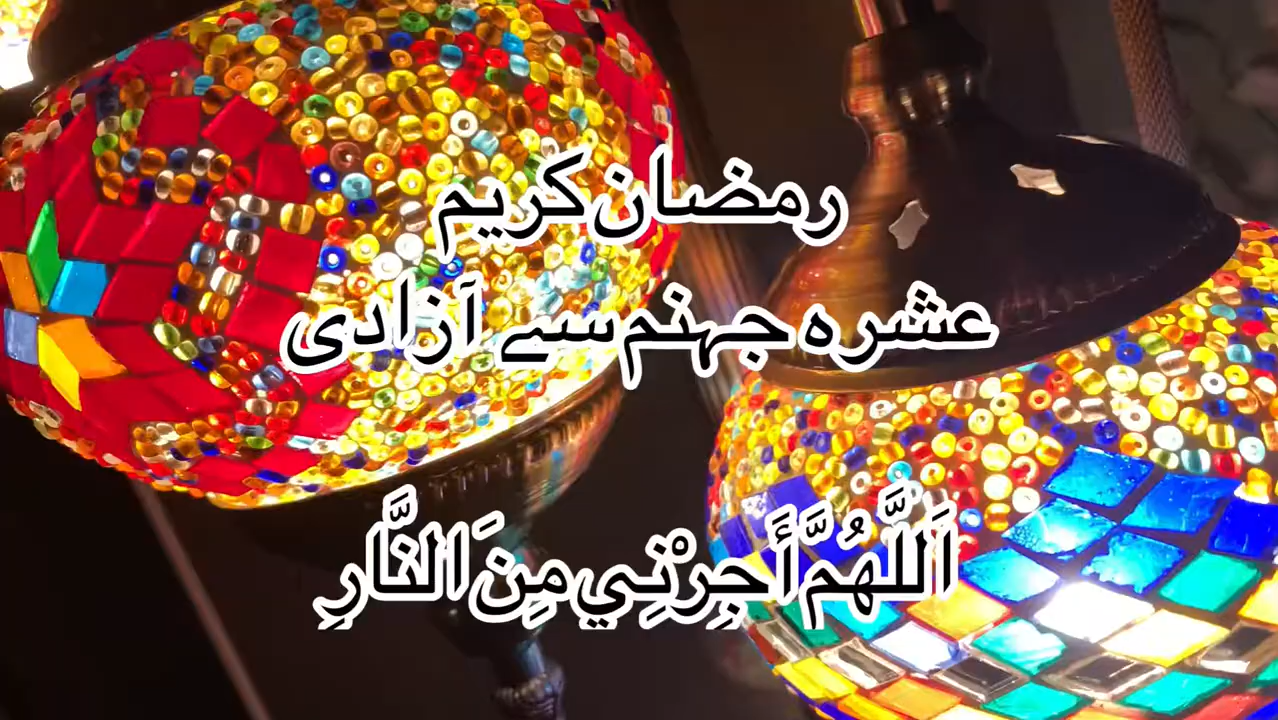 رمضان کریم
عشرہ جہنم سے آزادی
اَللَّهُمَّ أَجِرْنِي مِنَ النَّارِ